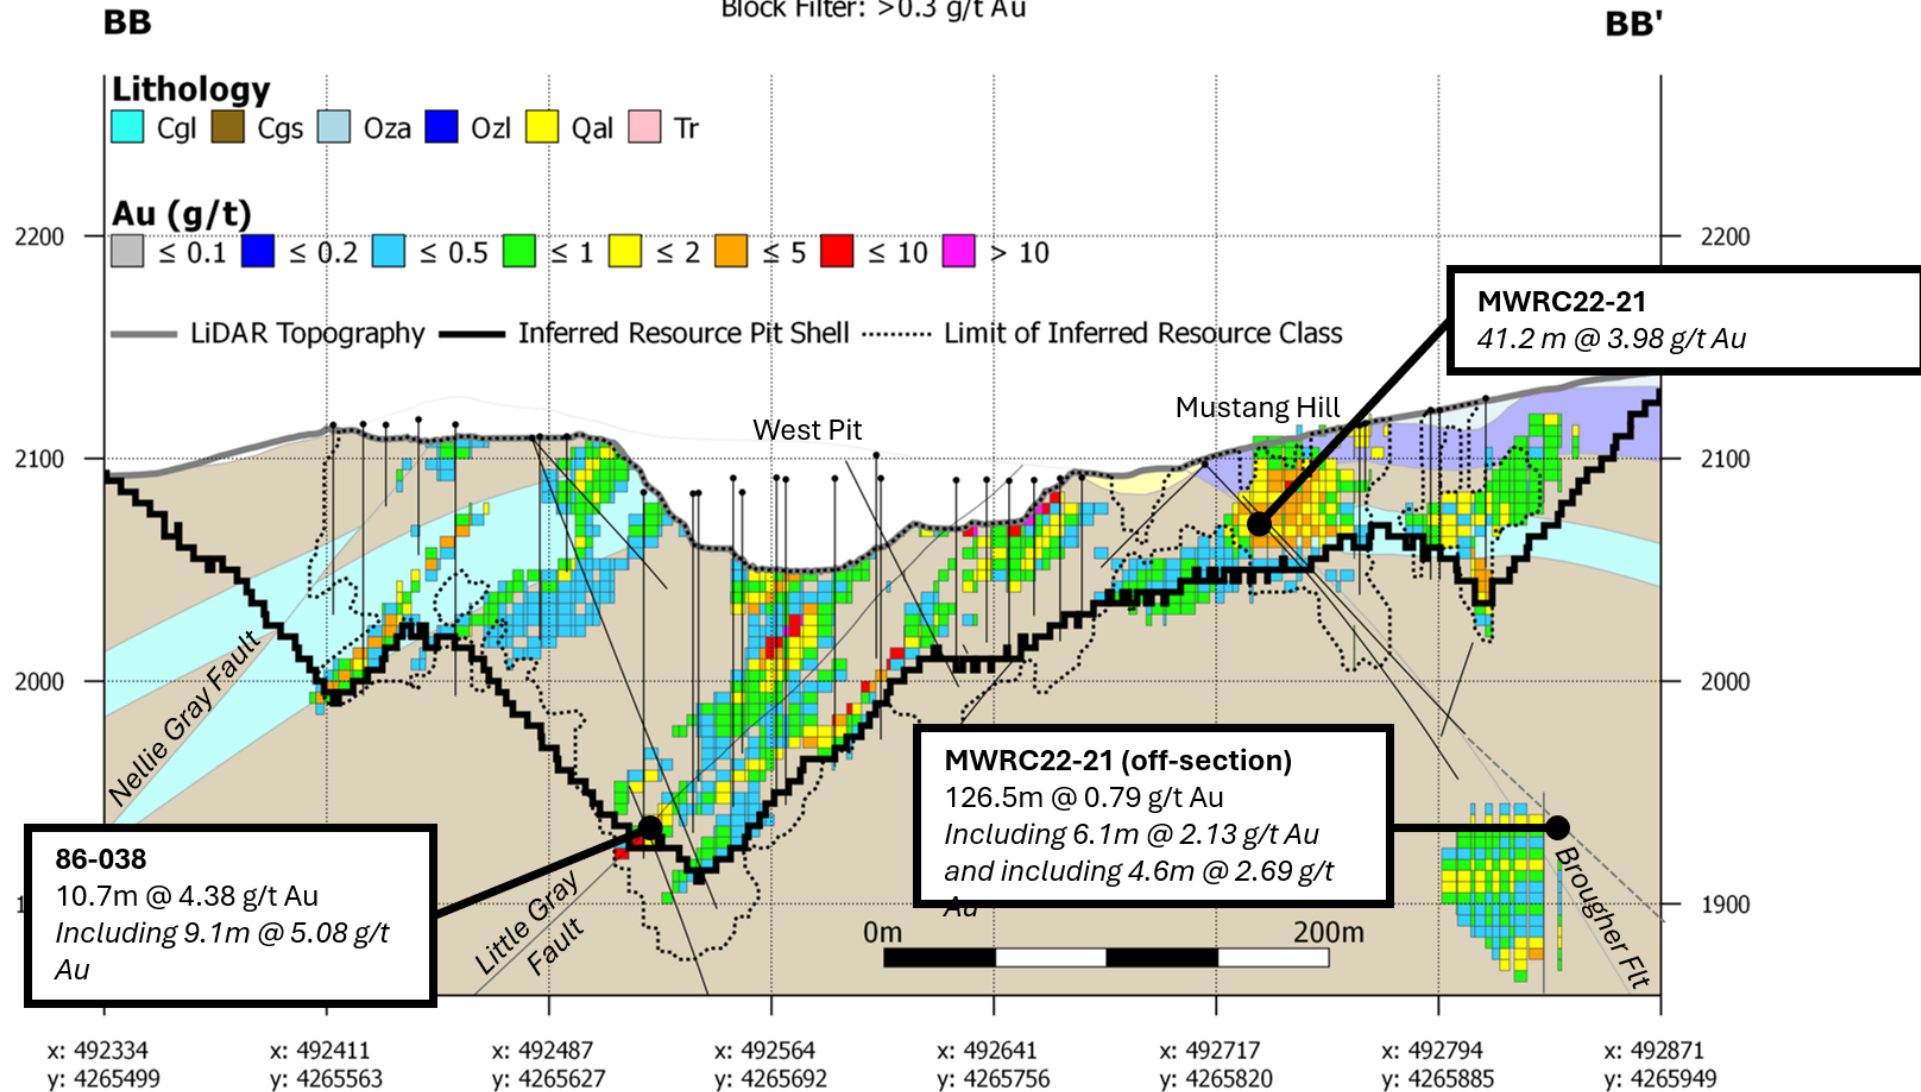 Block Filter: >0.3 g/t Au
BB
BB'
Lithology
Cgl Cgs Oza Ozl Qal Tr
Au (g/t)
≤ 0.1 ≤ 0.2 ≤ 0.5 ≤ 1 ≤ 2 ≤ 5 ≤ 10 > 10
2200
2200
LiDAR Topography Inferred Resource Pit Shell Limit of Inferred Resource Class
MWRC22-21
41.2 m @ 3.98 g/t Au
West Pit
Mustang Hill
2100
2100
2000
2000
Nellie Gray Fault
MWRC22-21 (off-section)
126.5m @ 0.79 g/t Au
Including 6.1m @ 2.13 g/t Au
and including 4.6m @ 2.69 g/t
Au
86-038
10.7m @ 4.38 g/t Au
Including 9.1m @ 5.08 g/t
Au
Little Gray
Fault
Brougher Flt
1
1900
0m
200m
x: 492334 x: 492411 x: 492487 x: 492564 x: 492641 x: 492717 x: 492794 x: 492871
y: 4265499 y: 4265563 y: 4265627 y: 4265692 y: 4265756 y: 4265820 y: 4265885 y: 4265949